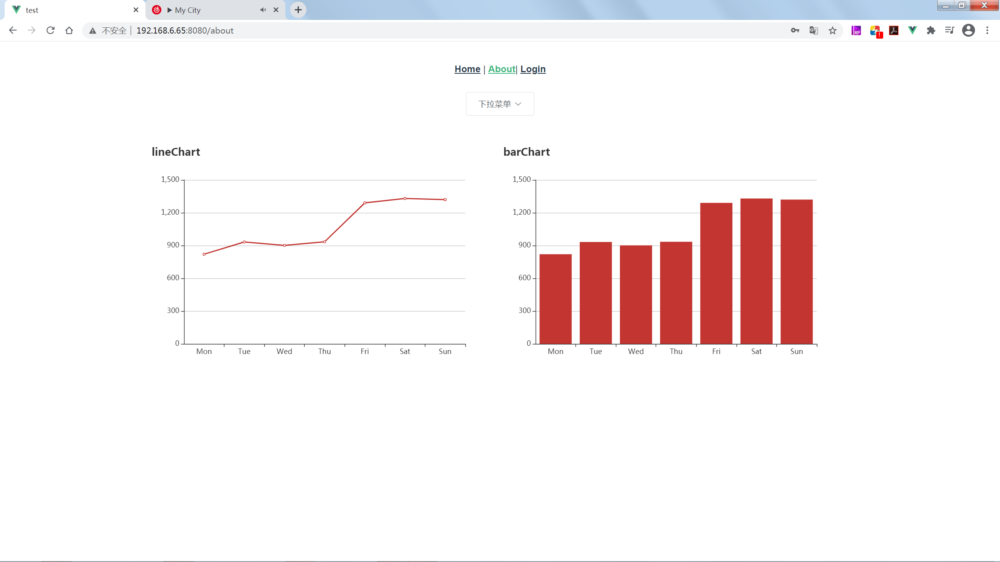 test
▶ My City
不安全 | 192.168.6.65:8080/about
RP
!
Home | About| Login
下拉菜单
lineChart
1,500
1,200
900
600
300
0
Mon Tue Wed Thu Fri Sat Sun
barChart
1,500
1,200
900
600
300
0
Mon Tue Wed Thu Fri Sat Sun